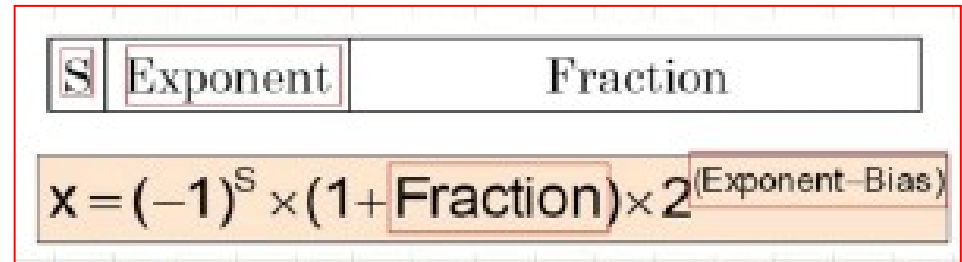 S Exponent Fraction
x=(−1)^S ×(1+Fraction)×2^(Exponent−Bias)